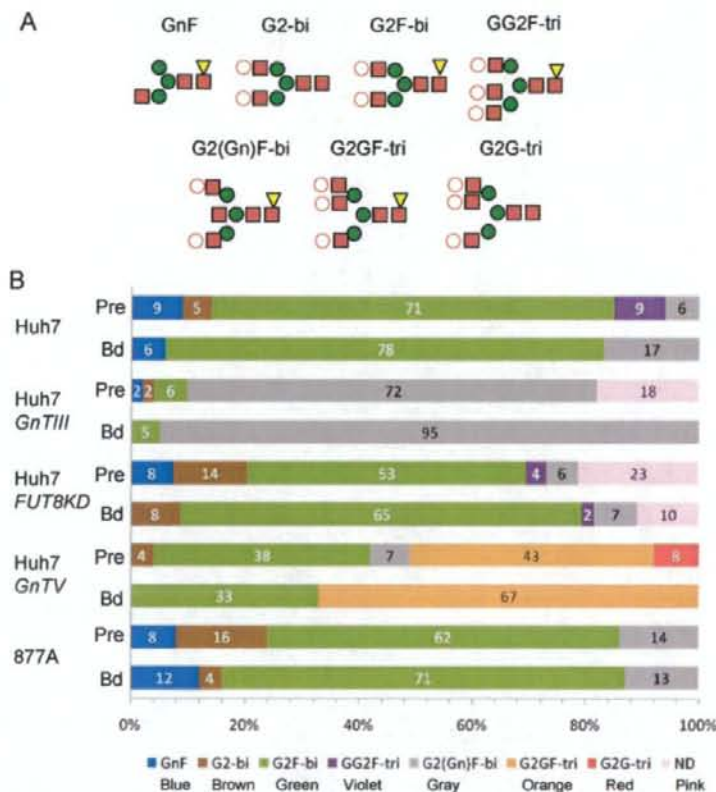 A
GnF G2-bi G2F-bi GG2F-tri
G2(Gn)F-bi G2GF-tri G2G-tri
B
Huh7
Pre 9 5 71 9 6
Bd 6 78 17
Huh7
GnTIII
Pre 2 2 6 72 18
Bd 5 95
Huh7
FUT8KD
Pre 8 14 53 4 6 23
Bd 8 65 2 7 10
Huh7
GnTV
Pre 4 38 7 43 8
Bd 33 67
877A
Pre 8 16 62 14
Bd 12 4 71 13
0% 20% 40% 60% 80% 100%
GnF G2-bi G2F-bi GG2F-tri G2(Gn)F-bi G2GF-tri G2G-tri ND
Blue Brown Green Violet Gray Orange Red Pink